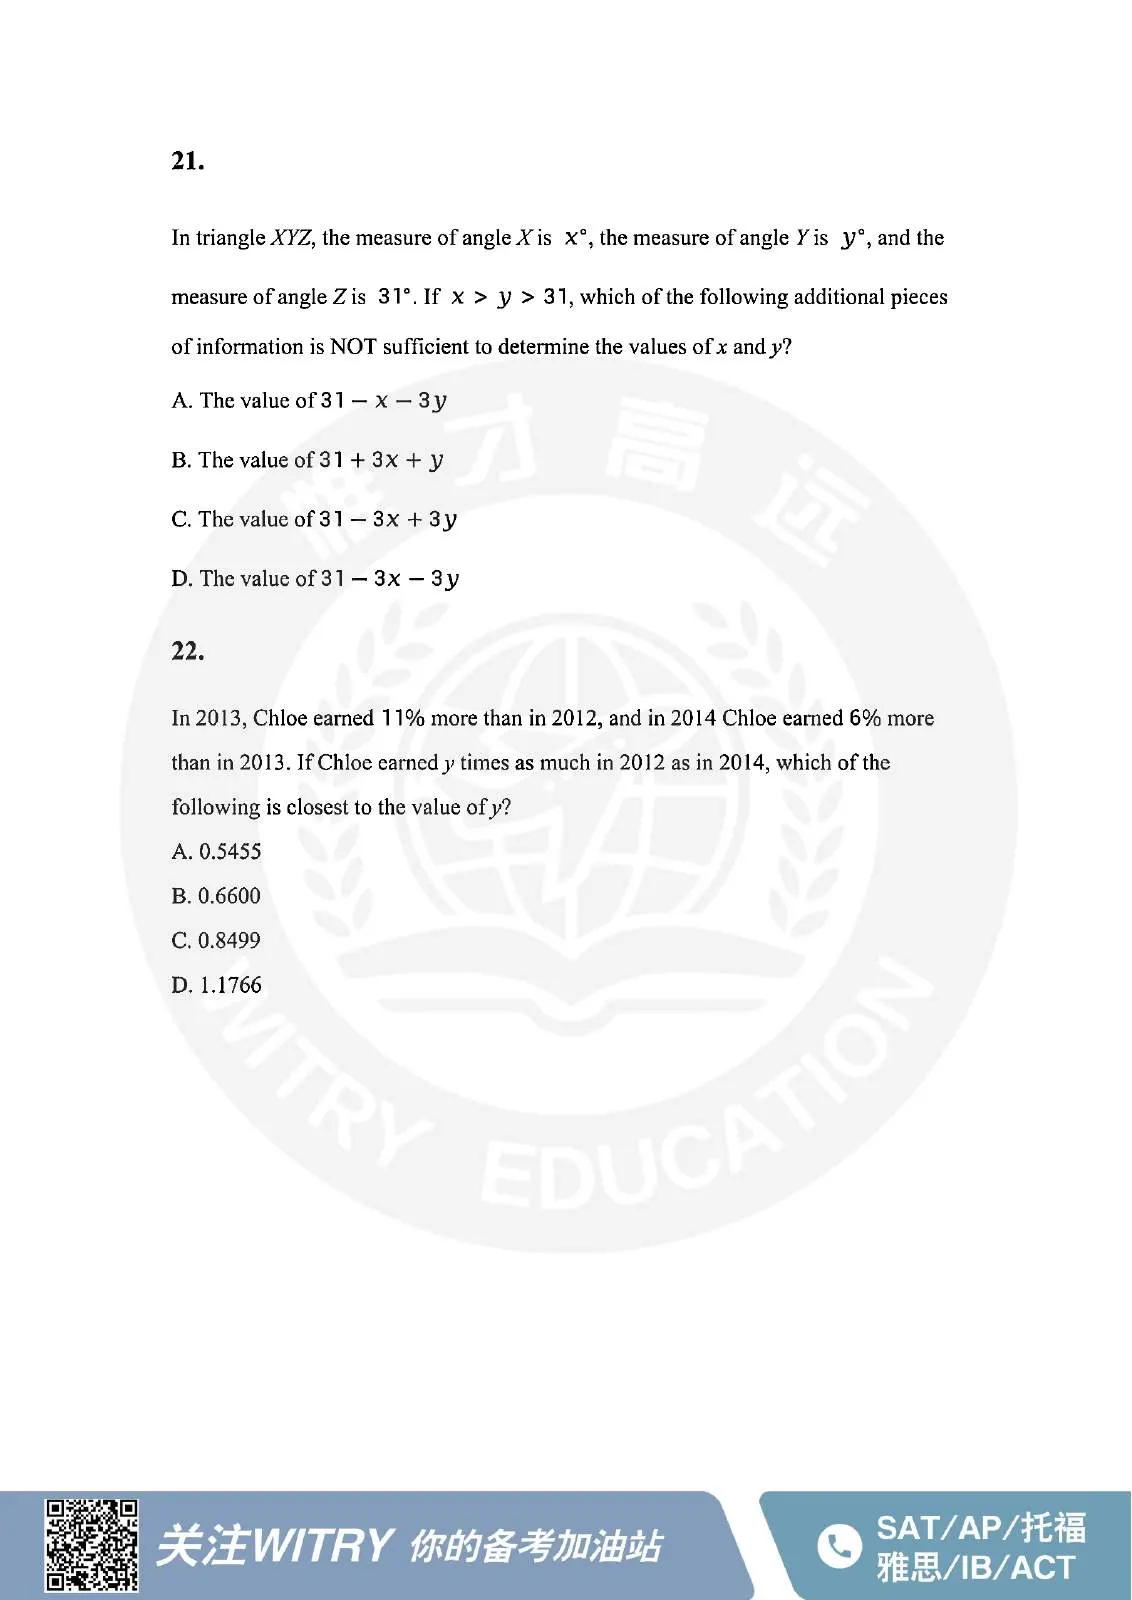 21.
In triangle XYZ, the measure of angle X is x°, the measure of angle Y is y°, and the
measure of angle Z is 31°. If x > y > 31, which of the following additional pieces
of information is NOT sufficient to determine the values of x and y?
A. The value of 31 − x − 3y
B. The value of 31 + 3x + y
C. The value of 31 − 3x + 3y
D. The value of 31 − 3x − 3y
22.
In 2013, Chloe earned 11% more than in 2012, and in 2014 Chloe earned 6% more
than in 2013. If Chloe earned y times as much in 2012 as in 2014, which of the
following is closest to the value of y?
A. 0.5455
B. 0.6600
C. 0.8499
D. 1.1766
惟才高远
WITRY EDUCATION
关注WITRY 你的备考加油站
SAT/AP/托福
雅思/IB/ACT